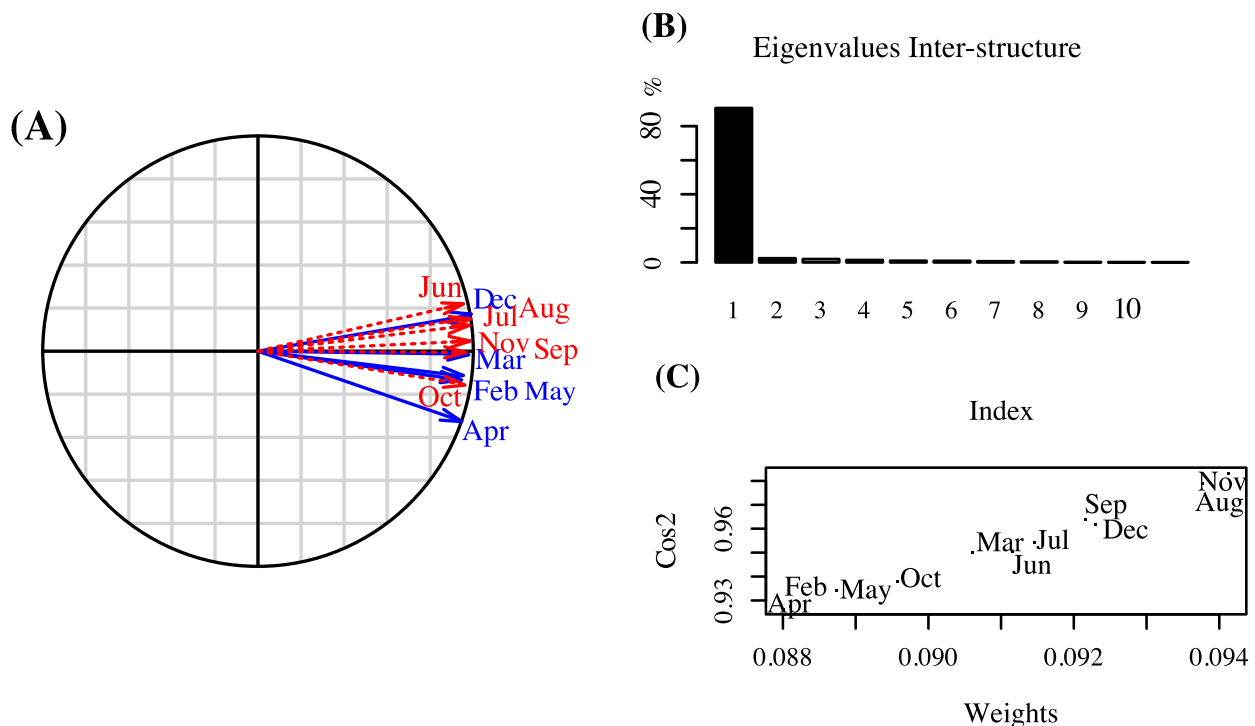 (A)
Jun
Dec
Jul
Aug
Nov
Sep
Mar
Feb
May
Oct
Apr
(B)
Eigenvalues Inter-structure
%
80
40
0
1 2 3 4 5 6 7 8 9 10
Index
(C)
Nov
Aug
Sep
Dec
Mar
Jul
Jun
Oct
Feb
May
Apr
Cos2
0.96
0.93
0.088 0.090 0.092 0.094
Weights